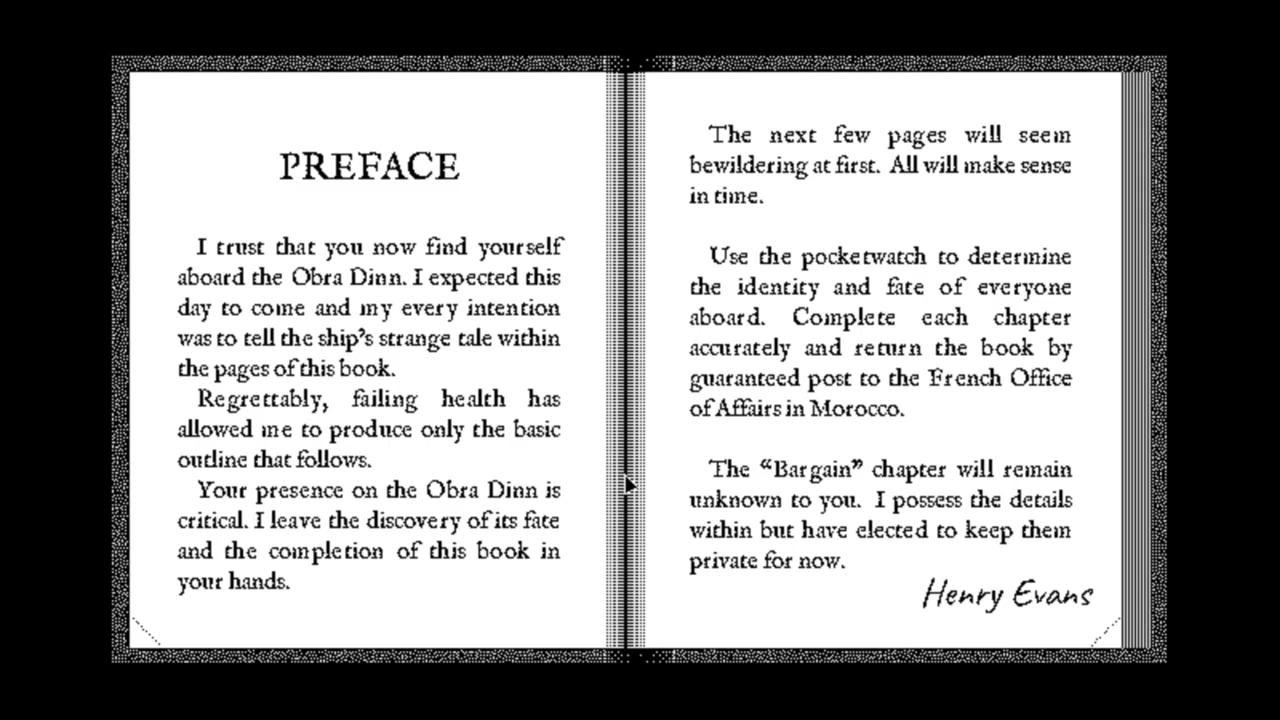 PREFACE
I trust that you now find yourself
aboard the Obra Dinn. I expected this
day to come and my every intention
was to tell the ship's strange tale within
the pages of this book.
Regrettably, failing health has
allowed me to produce only the basic
outline that follows.
Your presence on the Obra Dinn is
critical. I leave the discovery of its fate
and the completion of this book in
your hands.
The next few pages will seem
bewildering at first. All will make sense
in time.
Use the pocketwatch to determine
the identity and fate of everyone
aboard. Complete each chapter
accurately and return the book by
guaranteed post to the French Office
of Affairs in Morocco.
The “Bargain” chapter will remain
unknown to you. I possess the details
within but have elected to keep them
private for now.
Henry Evans